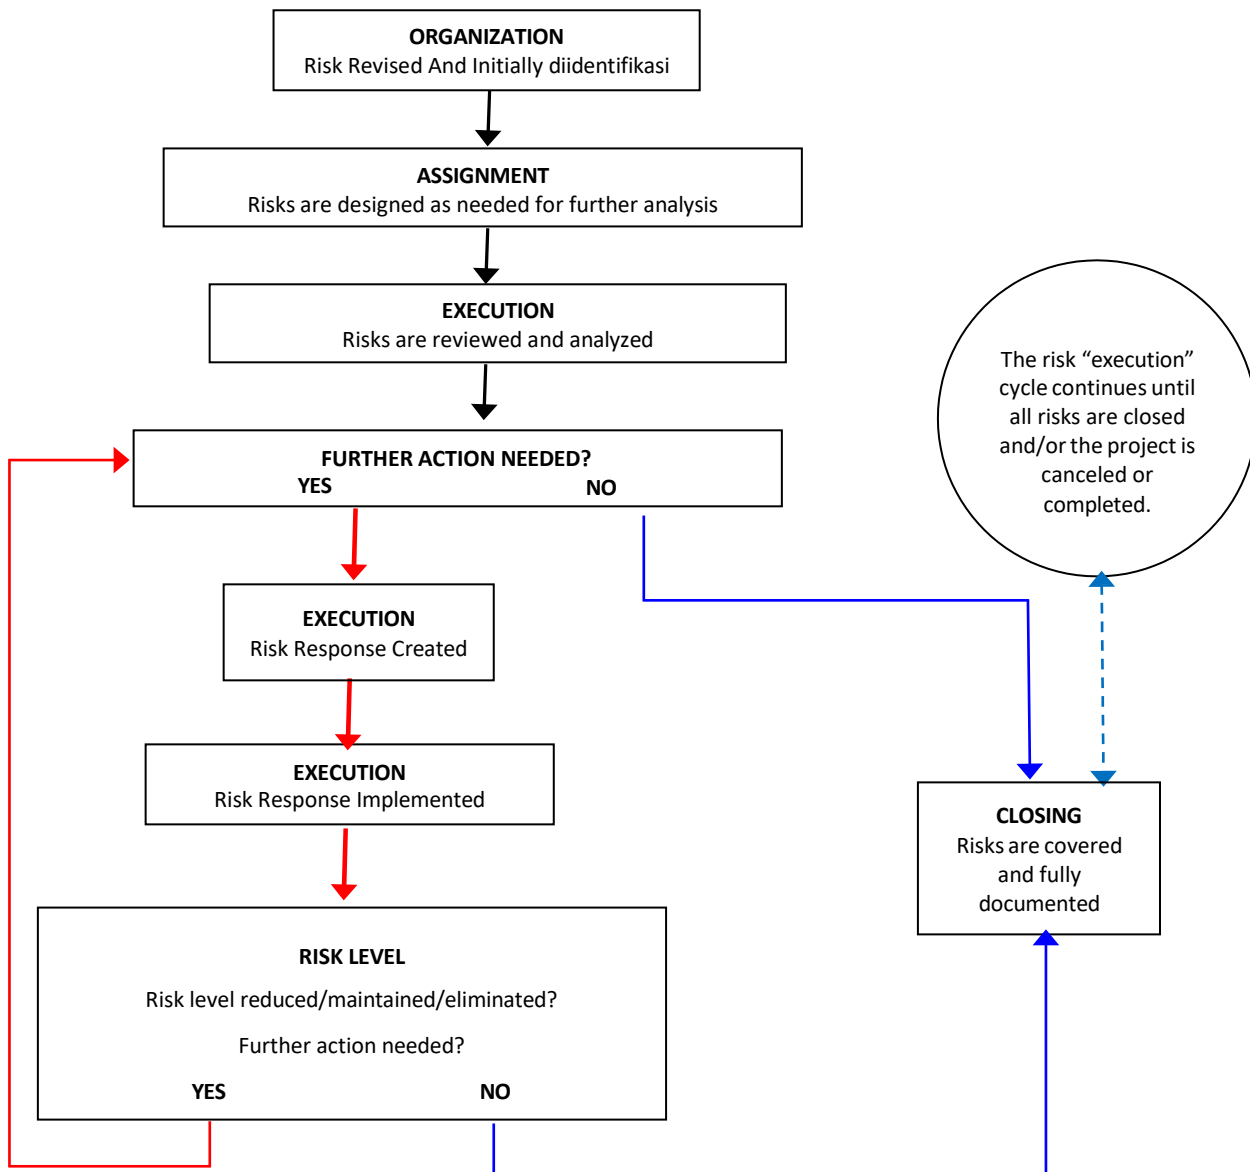 ORGANIZATION
Risk Revised And Initially diidentifikasi
ASSIGNMENT
Risks are designed as needed for further analysis
EXECUTION
Risks are reviewed and analyzed
FURTHER ACTION NEEDED?
YES NO
EXECUTION
Risk Response Created
EXECUTION
Risk Response Implemented
RISK LEVEL
Risk level reduced/maintained/eliminated?
Further action needed?
YES NO
The risk “execution”
cycle continues until
all risks are closed
and/or the project is
canceled or
completed.
CLOSING
Risks are covered
and fully
documented